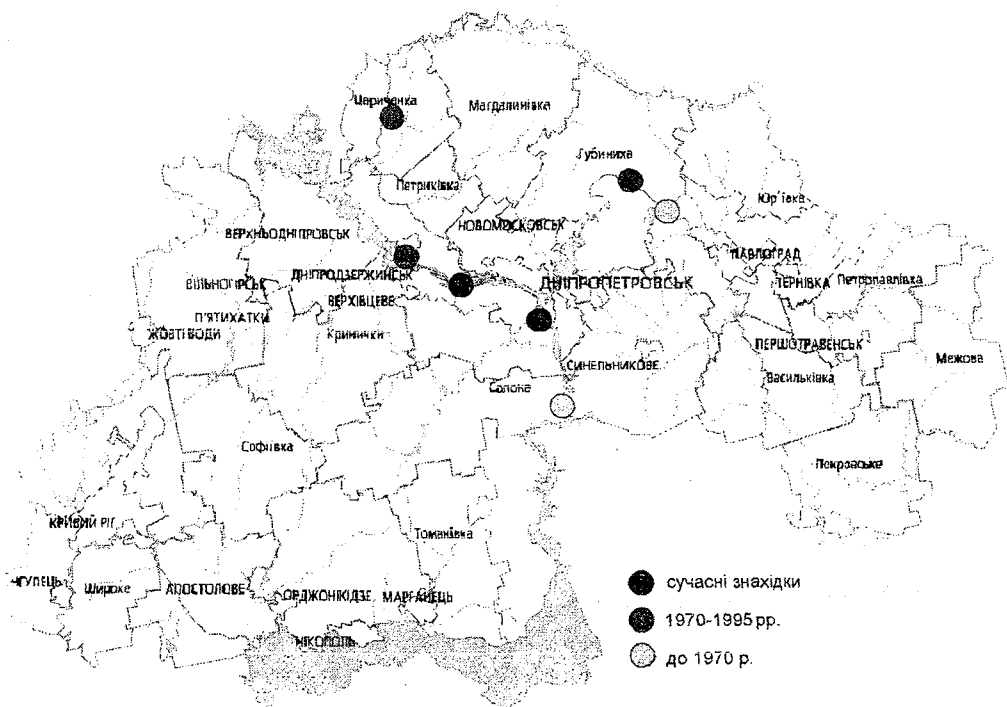 Царичанка
Магдалинівка
Губиниха
Петриківка
Юр'ївка
НОВОМОСКОВСЬК
ВЕРХНЬОДНІПРОВСЬК
ПАВЛОГРАД
ДНІПРОДЗЕРЖИНСЬК
ДНІПРОПЕТРОВСЬК
ТЕРНІВКА
Петропавлівка
ВІЛЬНОГІРСЬК
ВЕРХІВЦЕВЕ
П'ЯТИХАТКИ
ЖОВТІ ВОДИ
Кринички
ПЕРШОТРАВЕНСЬК
Межова
СИНЕЛЬНИКОВЕ
Васильківка
Солоне
Софіївка
Покровське
КРИВИЙ РІГ
Томаківка
ІНГУЛЕЦЬ
Широке
АПОСТОЛОВЕ
ОРДЖОНІКІДЗЕ
МАРГАНЕЦЬ
НІКОПОЛЬ
сучасні знахідки
1970-1995 рр.
до 1970 р.